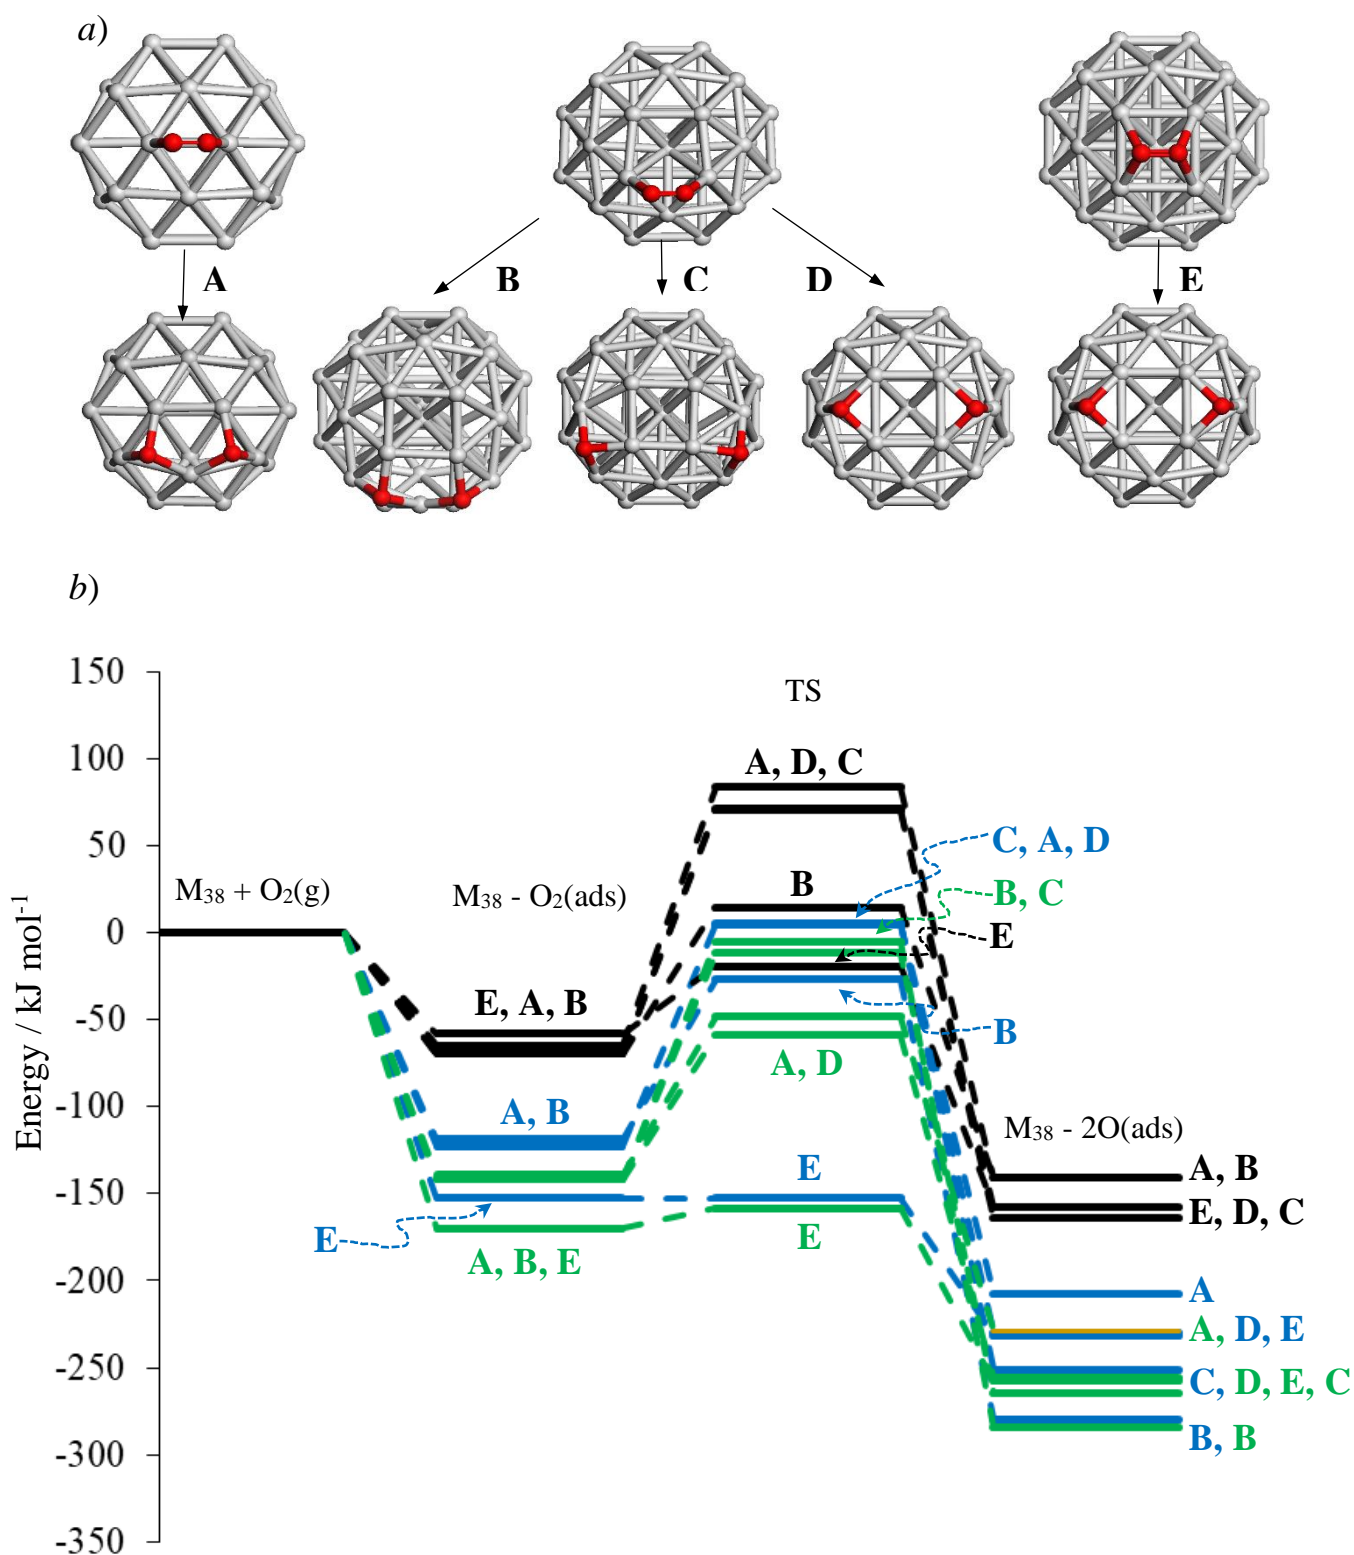 a)
A
B
C
D
E
b)
Energy / kJ mol-1
150
100
50
0
-50
-100
-150
-200
-250
-300
-350
TS
A, D, C
C, A, D
M38 + O2(g)
M38 - O2(ads)
B
B, C
E
E, A, B
B
A, D
A, B
M38 - 2O(ads)
E
A, B
E, D, C
E
A, B, E
E
A
A, D, E
C, D, E, C
B, B